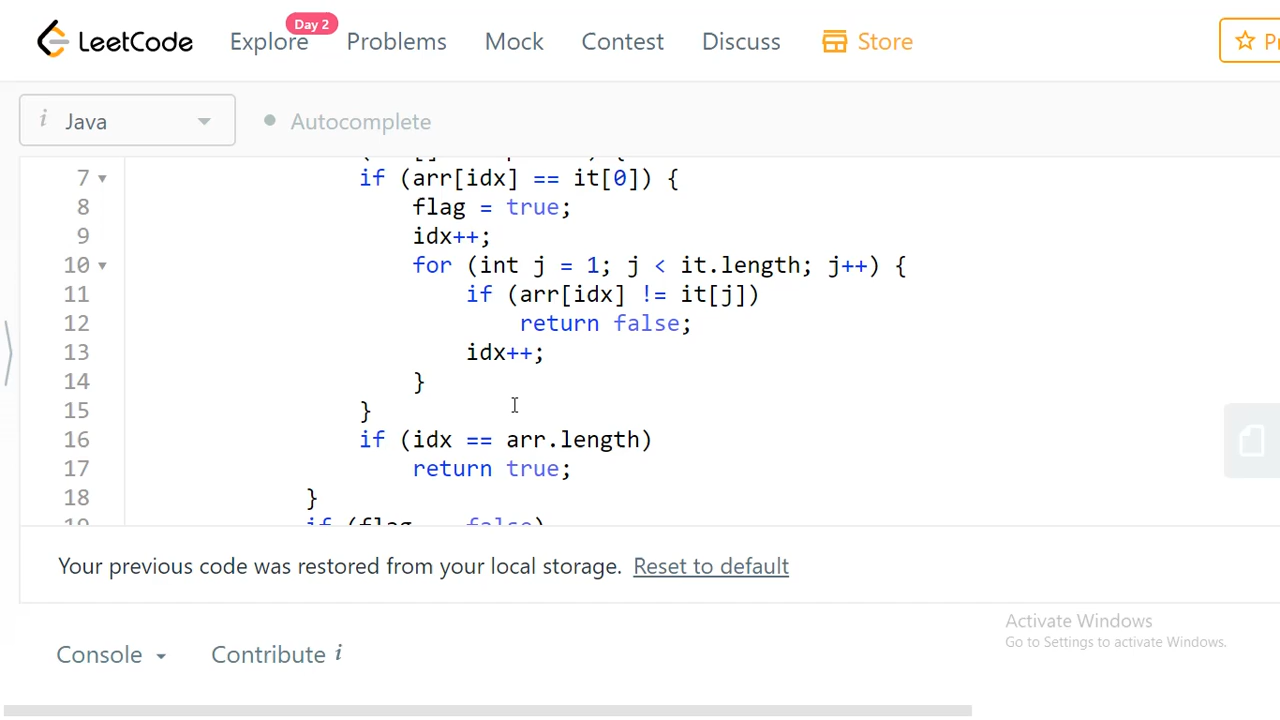 LeetCode
Explore
Day 2
Problems
Mock
Contest
Discuss
Store
i Java
Autocomplete
7 if (arr[idx] == it[0]) {
8 flag = true;
9 idx++;
10 for (int j = 1; j < it.length; j++) {
11 if (arr[idx] != it[j])
12 return false;
13 idx++;
14 }
15 }
16 if (idx == arr.length)
17 return true;
18 }
Your previous code was restored from your local storage. Reset to default
Activate Windows
Go to Settings to activate Windows.
Console
Contribute i